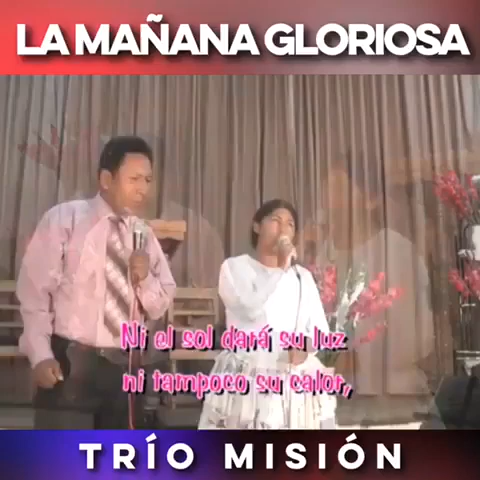 LA MAÑANA GLORIOSA
Ni el sol dará su luz
ni tampoco su calor,
TRÍO MISIÓN